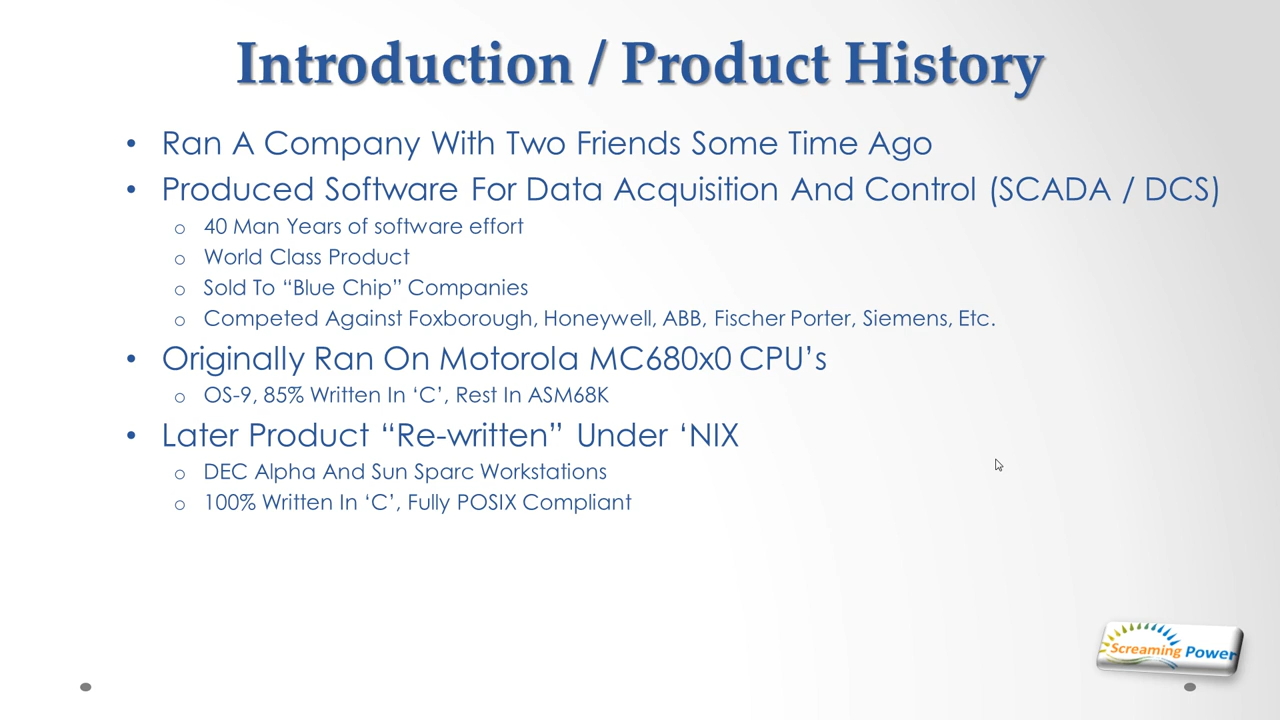 Introduction / Product History
• Ran A Company With Two Friends Some Time Ago
• Produced Software For Data Acquisition And Control (SCADA / DCS)
o 40 Man Years of software effort
o World Class Product
o Sold To “Blue Chip” Companies
o Competed Against Foxborough, Honeywell, ABB, Fischer Porter, Siemens, Etc.
• Originally Ran On Motorola MC680x0 CPU’s
o OS-9, 85% Written In ‘C’, Rest In ASM68K
• Later Product “Re-written” Under ‘NIX
o DEC Alpha And Sun Sparc Workstations
o 100% Written In ‘C’, Fully POSIX Compliant
Screaming Power